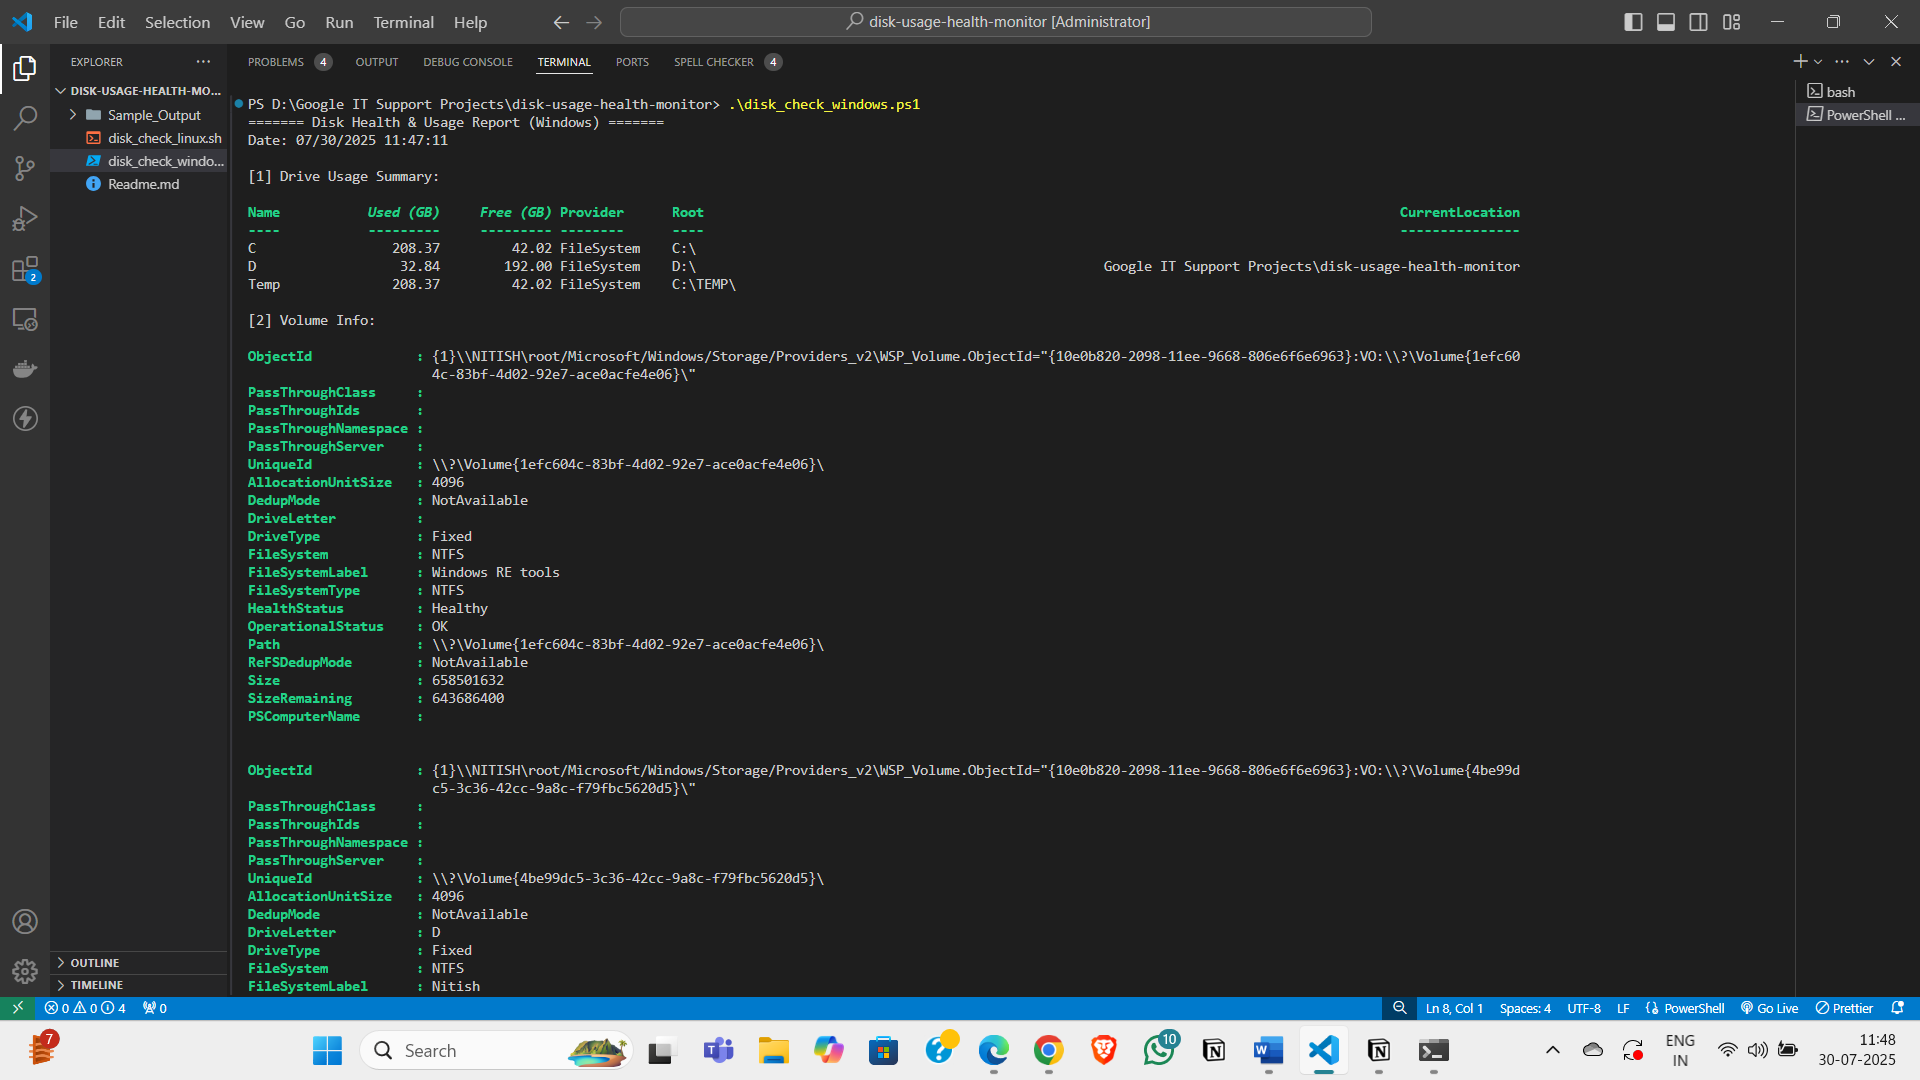 File Edit Selection View Go Run Terminal Help
disk-usage-health-monitor [Administrator]
EXPLORER
DISK-USAGE-HEALTH-MO...
Sample_Output
disk_check_linux.sh
disk_check_windo...
Readme.md
OUTLINE
TIMELINE
2
PROBLEMS 4 OUTPUT DEBUG CONSOLE TERMINAL PORTS SPELL CHECKER 4
bash
PowerShell ...
PS D:\Google IT Support Projects\disk-usage-health-monitor> .\disk_check_windows.ps1
======= Disk Health & Usage Report (Windows) =======
Date: 07/30/2025 11:47:11
[1] Drive Usage Summary:
Name Used (GB) Free (GB) Provider Root CurrentLocation
---- --------- --------- -------- ---- ---------------
C 208.37 42.02 FileSystem C:\
D 32.84 192.00 FileSystem D:\ Google IT Support Projects\disk-usage-health-monitor
Temp 208.37 42.02 FileSystem C:\TEMP\
[2] Volume Info:
ObjectId : {1}\\NITISH\root/Microsoft/Windows/Storage/Providers_v2\WSP_Volume.ObjectId="{10e0b820-2098-11ee-9668-806e6f6e6963}:VO:\\?\Volume{1efc60
4c-83bf-4d02-92e7-ace0acfe4e06}\"
PassThroughClass :
PassThroughIds :
PassThroughNamespace :
PassThroughServer :
UniqueId : \\?\Volume{1efc604c-83bf-4d02-92e7-ace0acfe4e06}\
AllocationUnitSize : 4096
DedupMode : NotAvailable
DriveLetter :
DriveType : Fixed
FileSystem : NTFS
FileSystemLabel : Windows RE tools
FileSystemType : NTFS
HealthStatus : Healthy
OperationalStatus : OK
Path : \\?\Volume{1efc604c-83bf-4d02-92e7-ace0acfe4e06}\
ReFSDedupMode : NotAvailable
Size : 658501632
SizeRemaining : 643686400
PSComputerName :
ObjectId : {1}\\NITISH\root/Microsoft/Windows/Storage/Providers_v2\WSP_Volume.ObjectId="{10e0b820-2098-11ee-9668-806e6f6e6963}:VO:\\?\Volume{4be99d
c5-3c36-42cc-9a8c-f79fbc5620d5}\"
PassThroughClass :
PassThroughIds :
PassThroughNamespace :
PassThroughServer :
UniqueId : \\?\Volume{4be99dc5-3c36-42cc-9a8c-f79fbc5620d5}\
AllocationUnitSize : 4096
DedupMode : NotAvailable
DriveLetter : D
DriveType : Fixed
FileSystem : NTFS
FileSystemLabel : Nitish
0 0 4 0 Ln 8, Col 1 Spaces: 4 UTF-8 LF PowerShell Go Live Prettier
7
Search
10
ENG
IN
11:48
30-07-2025